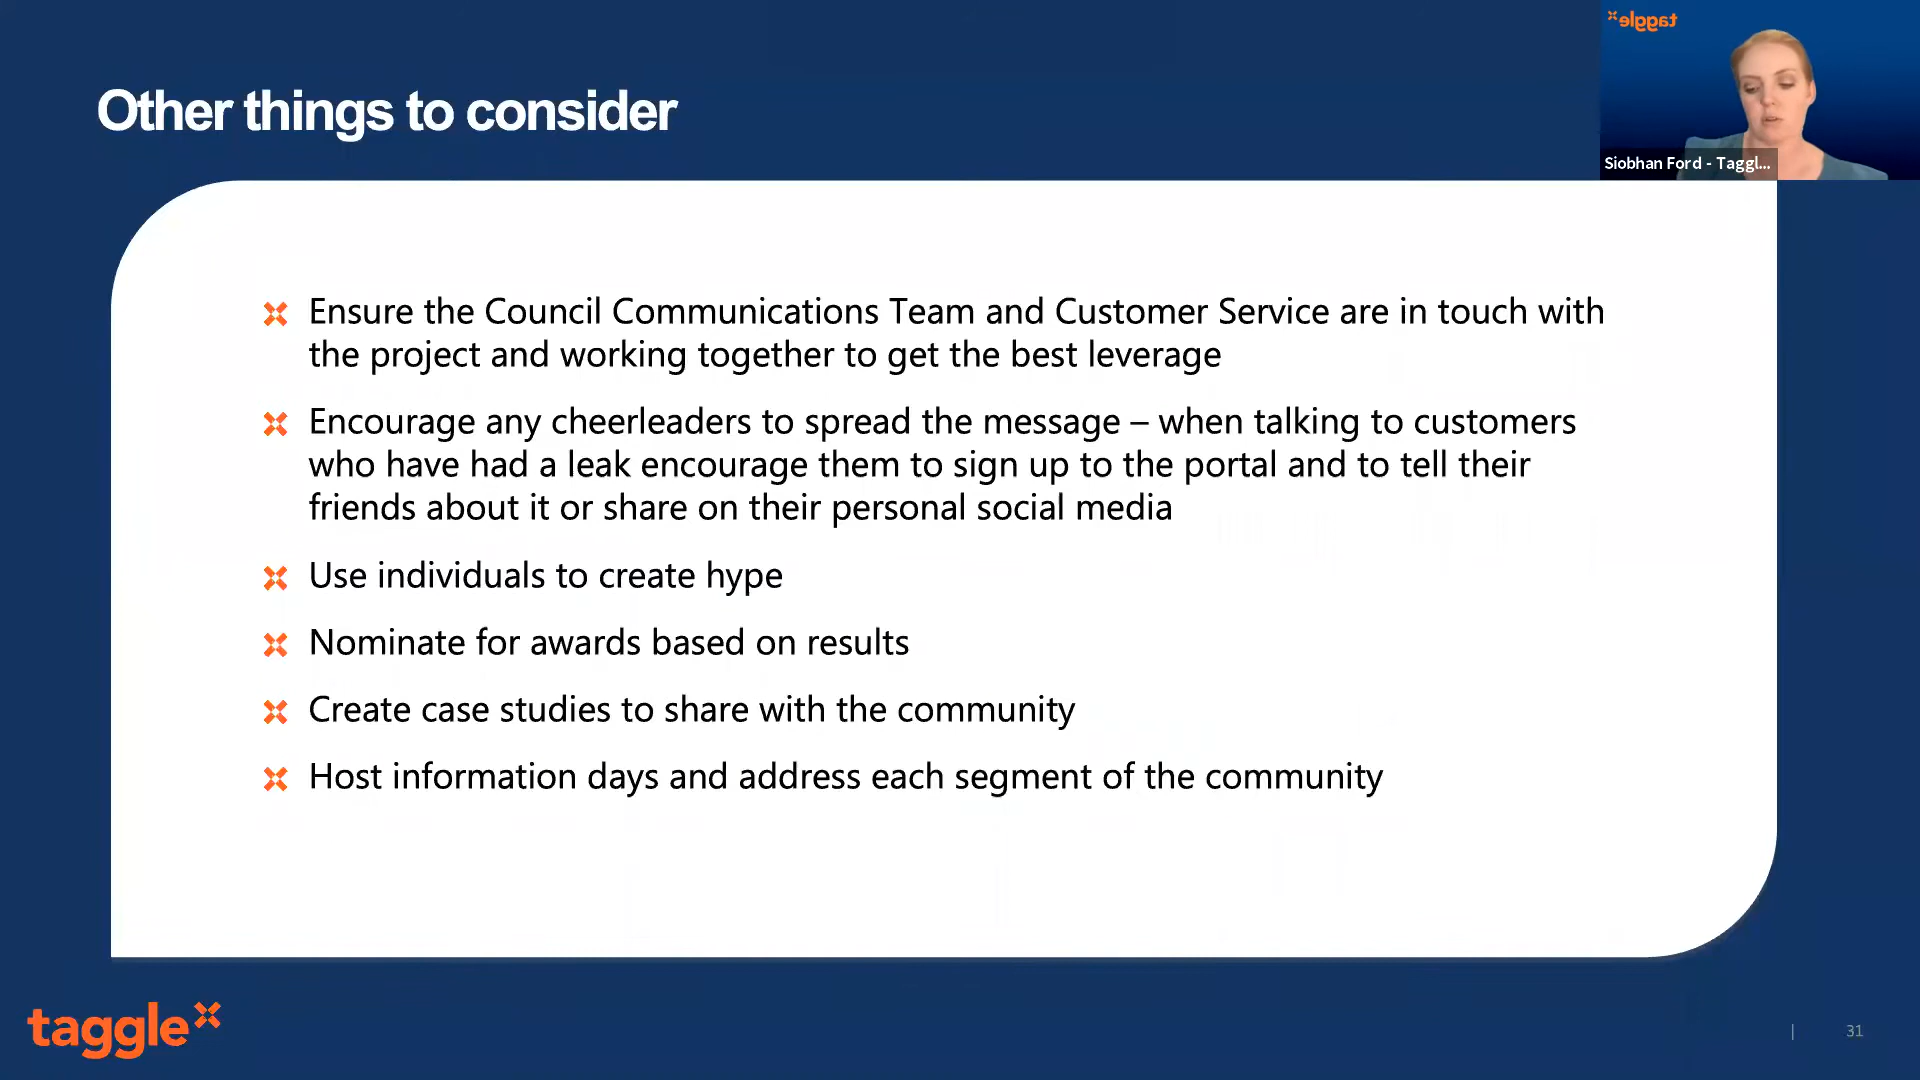 taggle
Other things to consider
Siobhan Ford - Taggl...
Ensure the Council Communications Team and Customer Service are in touch with
the project and working together to get the best leverage
Encourage any cheerleaders to spread the message – when talking to customers
who have had a leak encourage them to sign up to the portal and to tell their
friends about it or share on their personal social media
Use individuals to create hype
Nominate for awards based on results
Create case studies to share with the community
Host information days and address each segment of the community
taggle
| 31